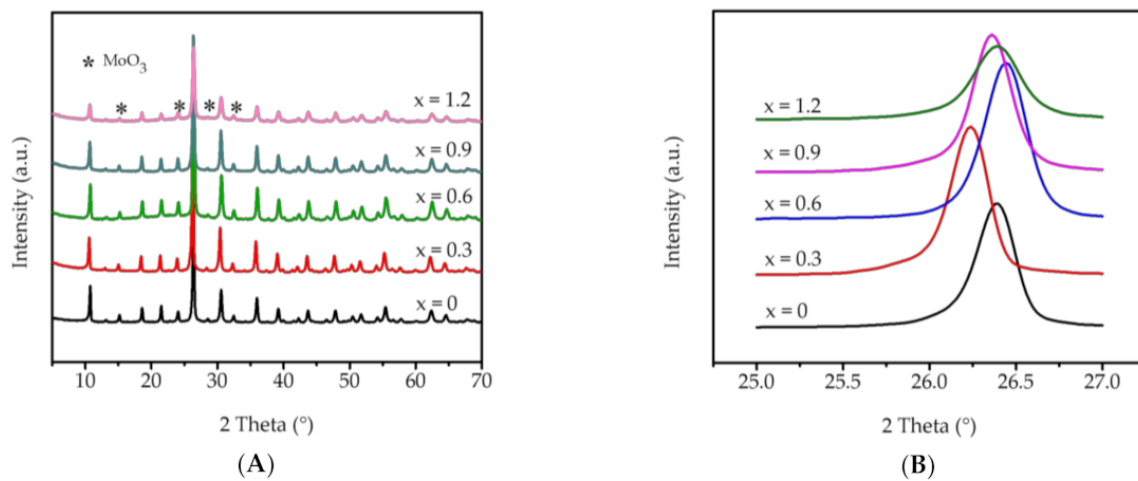 * MoO3
* * * *
x = 1.2
x = 0.9
x = 0.6
x = 0.3
x = 0
Intensity (a.u.)
10 20 30 40 50 60 70
2 Theta (°)
(A)
x = 1.2
x = 0.9
x = 0.6
x = 0.3
x = 0
Intensity (a.u.)
25.0 25.5 26.0 26.5 27.0
2 Theta (°)
(B)